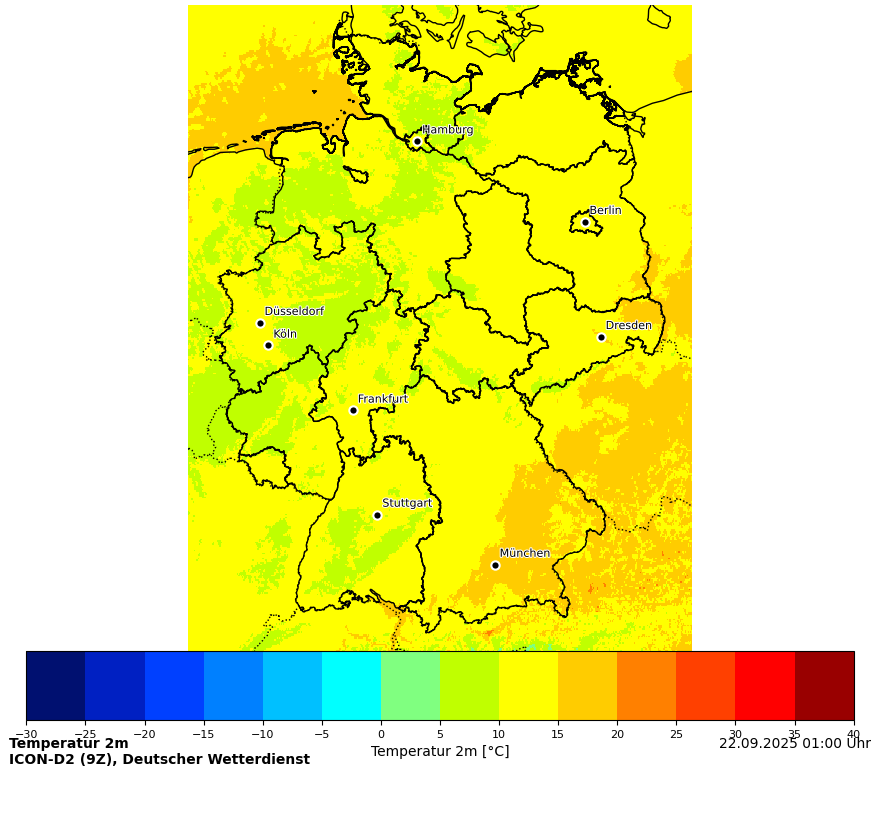 Hamburg
Berlin
Düsseldorf
Köln
Dresden
Frankfurt
Stuttgart
München
−30 −25 −20 −15 −10 −5 0 5 10 15 20 25 30 35 40
Temperatur 2m
Temperatur 2m [°C]
22.09.2025 01:00 Uhr
ICON-D2 (9Z), Deutscher Wetterdienst